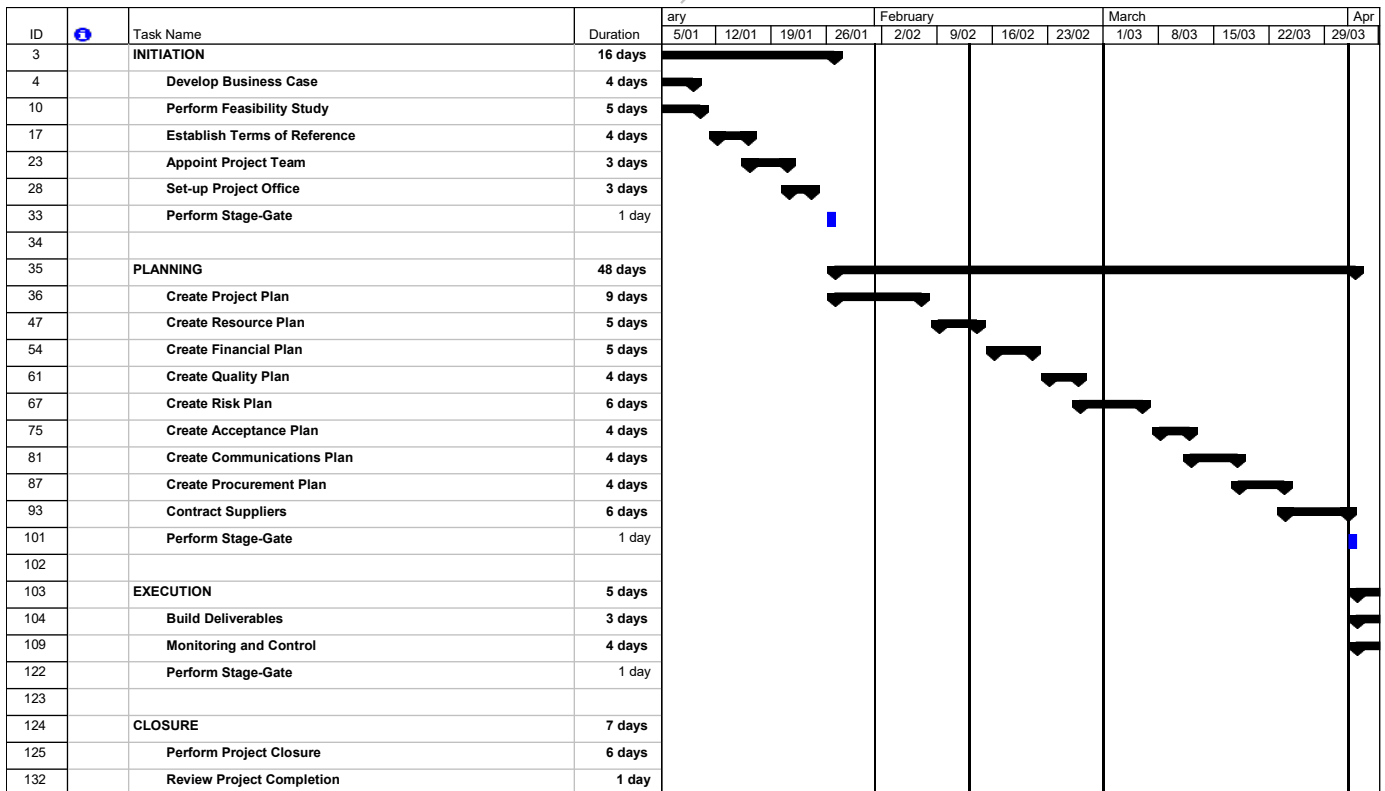 ary February March Apr
ID Task Name Duration 5/01 12/01 19/01 26/01 2/02 9/02 16/02 23/02 1/03 8/03 15/03 22/03 29/03
3 INITIATION 16 days
4 Develop Business Case 4 days
10 Perform Feasibility Study 5 days
17 Establish Terms of Reference 4 days
23 Appoint Project Team 3 days
28 Set-up Project Office 3 days
33 Perform Stage-Gate 1 day
34
35 PLANNING 48 days
36 Create Project Plan 9 days
47 Create Resource Plan 5 days
54 Create Financial Plan 5 days
61 Create Quality Plan 4 days
67 Create Risk Plan 6 days
75 Create Acceptance Plan 4 days
81 Create Communications Plan 4 days
87 Create Procurement Plan 4 days
93 Contract Suppliers 6 days
101 Perform Stage-Gate 1 day
102
103 EXECUTION 5 days
104 Build Deliverables 3 days
109 Monitoring and Control 4 days
122 Perform Stage-Gate 1 day
123
124 CLOSURE 7 days
125 Perform Project Closure 6 days
132 Review Project Completion 1 day